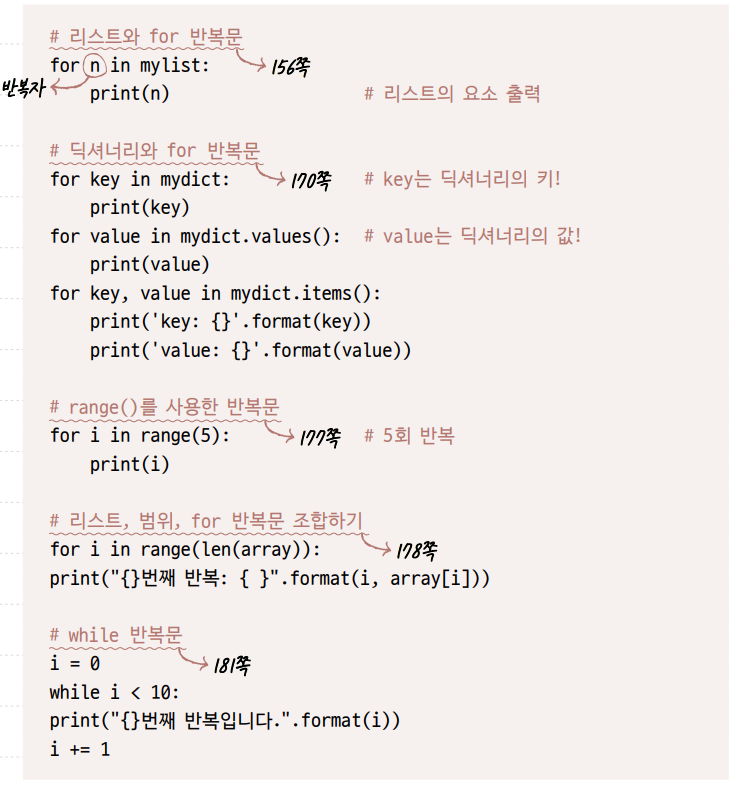 # 리스트와 for 반복문
for n in mylist: 156쪽
반복자
    print(n)    # 리스트의 요소 출력
# 딕셔너리와 for 반복문
for key in mydict: 170쪽    # key는 딕셔너리의 키!
    print(key)
for value in mydict.values():    # value는 딕셔너리의 값!
    print(value)
for key, value in mydict.items():
    print('key: {}'.format(key))
    print('value: {}'.format(value))
# range()를 사용한 반복문
for i in range(5): 177쪽    # 5회 반복
    print(i)
# 리스트, 범위, for 반복문 조합하기
for i in range(len(array)): 178쪽
print("{}번째 반복: { }".format(i, array[i]))
# while 반복문
i = 0 181쪽
while i < 10:
print("{}번째 반복입니다.".format(i))
i += 1